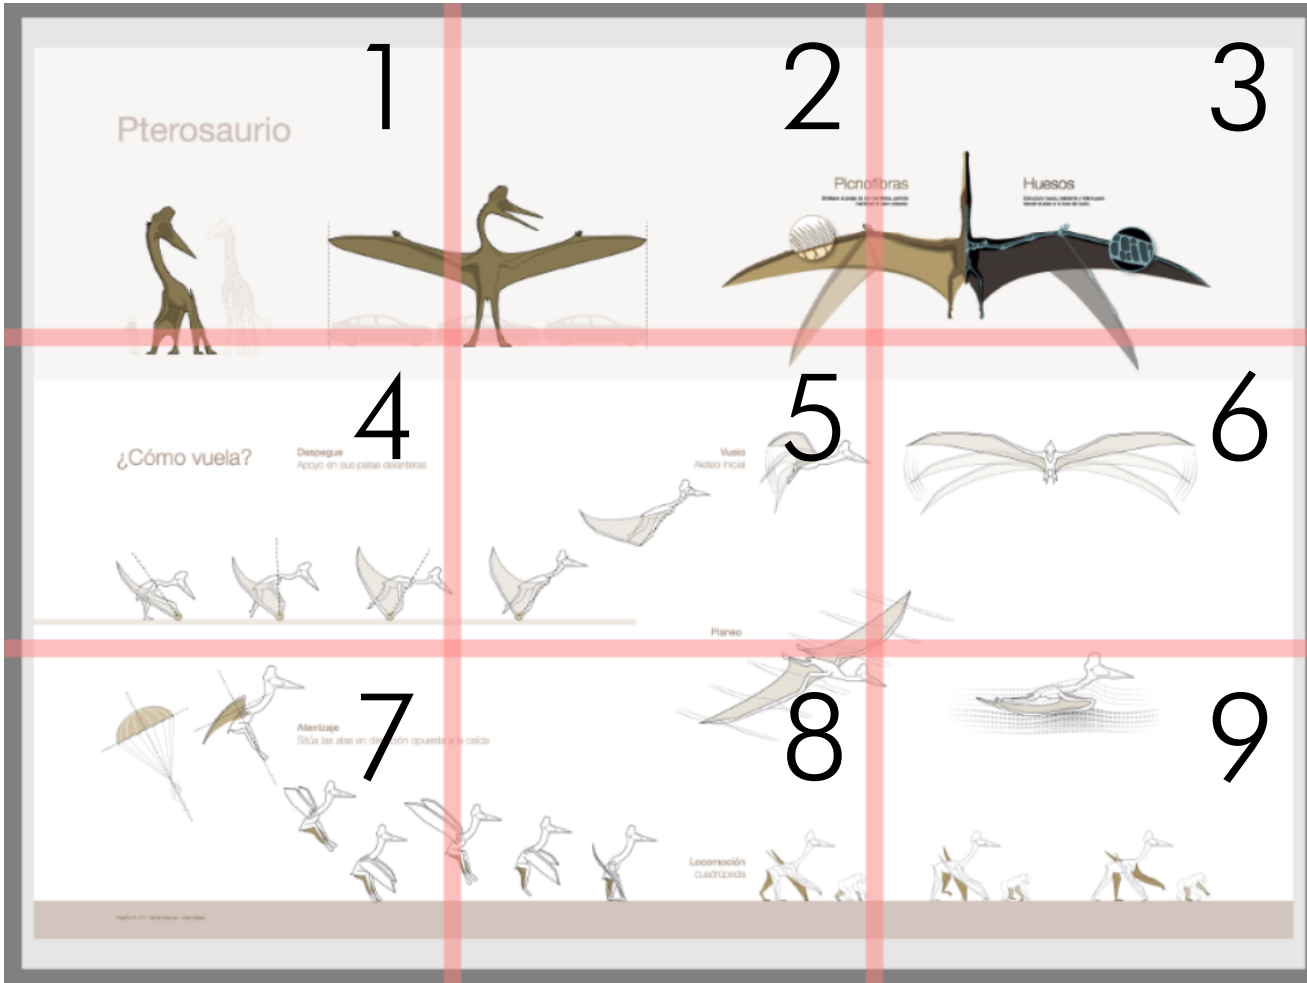 1
2
3
Pterosaurio
Picnofibras
Huesos
4
5
6
¿Cómo vuela?
Despegue
Apoyo en sus patas delanteras
Vuelo
Aleteo inicial
Planeo
7
8
9
Aterrizaje
Sitúa las alas en dirección opuesta a la caída
Locomoción
cuadrúpeda